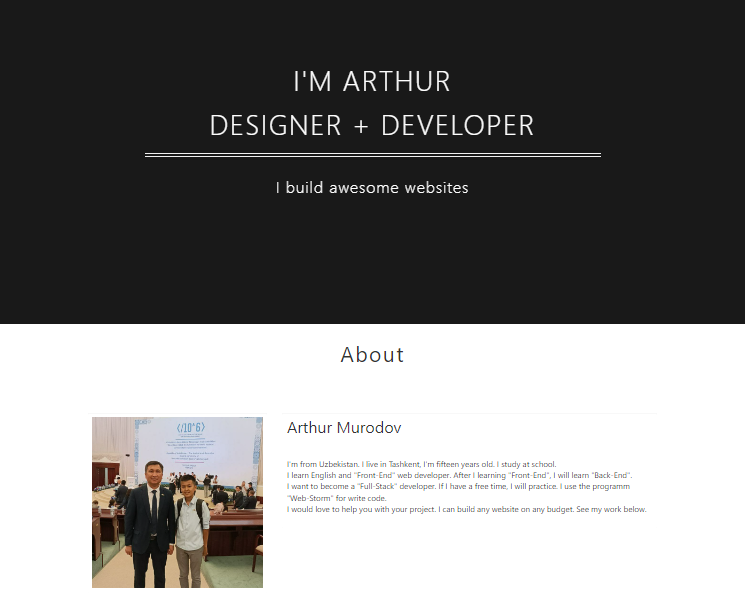 I'M ARTHUR
DESIGNER + DEVELOPER
I build awesome websites
About
</10^6>
Arthur Murodov
I'm from Uzbekistan. I live in Tashkent, I'm fifteen years old. I study at school.
I learn English and "Front-End" web developer. After I learning "Front-End", I will learn "Back-End".
I want to become a "Full-Stack" developer. If I have a free time, I will practice. I use the programm
"Web-Storm" for write code.
I would love to help you with your project. I can build any website on any budget. See my work below.